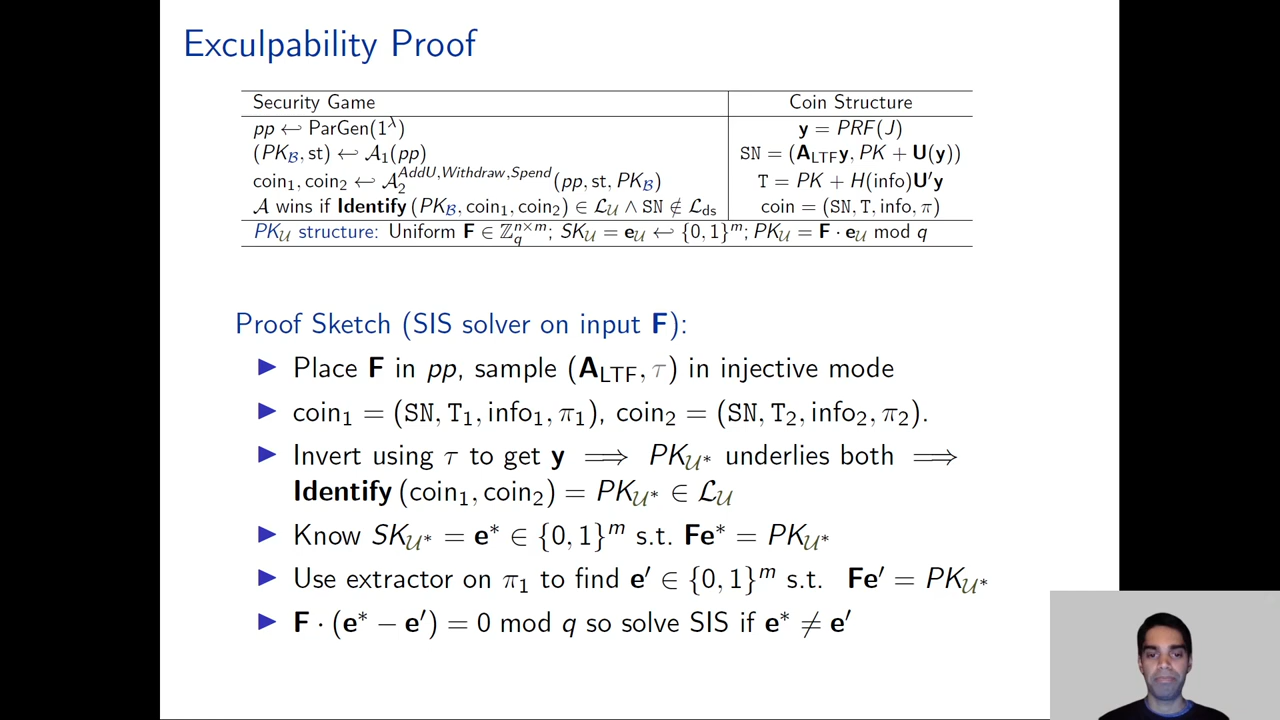 Exculpability Proof
Security Game Coin Structure
pp ↩ ParGen(1^λ) y = PRF(J)
(PK_B, st) ↩ A_1(pp) SN = (A_LTF y, PK + U(y))
coin_1, coin_2 ↩ A_2^{AddU,Withdraw,Spend}(pp, st, PK_B) T = PK + H(info)U′y
A wins if Identify (PK_B, coin_1, coin_2) ∈ L_U ∧ SN ∉ L_ds coin = (SN, T, info, π)
PK_U structure: Uniform F ∈ Z_q^{n×m}; SK_U = e_U ↩ {0, 1}^m; PK_U = F · e_U mod q
Proof Sketch (SIS solver on input F):
▶ Place F in pp, sample (A_LTF, τ) in injective mode
▶ coin_1 = (SN, T_1, info_1, π_1), coin_2 = (SN, T_2, info_2, π_2).
▶ Invert using τ to get y ⟹ PK_{U*} underlies both ⟹
Identify (coin_1, coin_2) = PK_{U*} ∈ L_U
▶ Know SK_{U*} = e* ∈ {0, 1}^m s.t. Fe* = PK_{U*}
▶ Use extractor on π_1 to find e′ ∈ {0, 1}^m s.t. Fe′ = PK_{U*}
▶ F · (e* − e′) = 0 mod q so solve SIS if e* ≠ e′